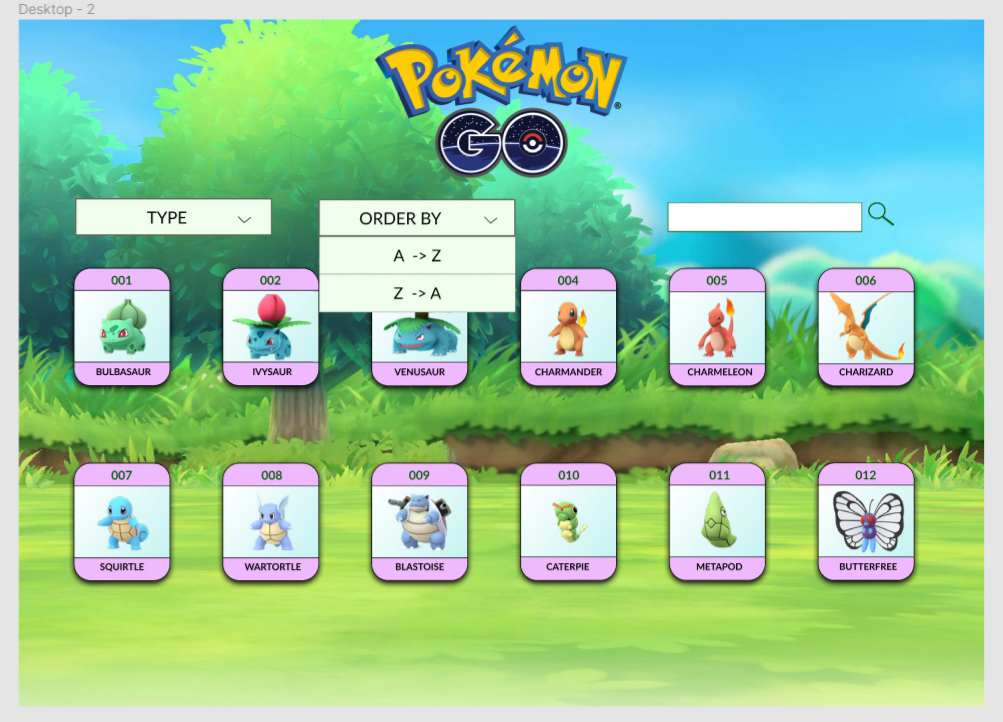 Desktop - 2
POKéMON
GO
TYPE
ORDER BY
A -> Z
Z -> A
001
002
004
005
006
BULBASAUR
IVYSAUR
VENUSAUR
CHARMANDER
CHARMELEON
CHARIZARD
007
008
009
010
011
012
SQUIRTLE
WARTORTLE
BLASTOISE
CATERPIE
METAPOD
BUTTERFREE